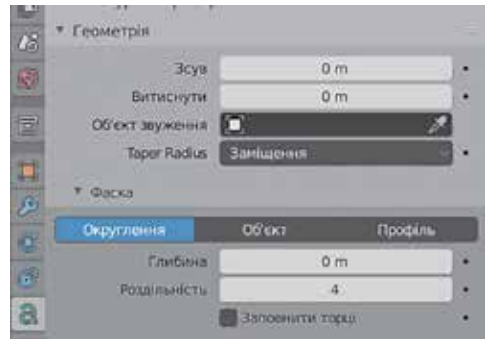 Геометрія
Зсув 0 m
Витиснути 0 m
Об'єкт звуження
Taper Radius Заміщення
Фаска
Округлення Об'єкт Профіль
Глибина 0 m
Роздільність 4
Заповнити торці